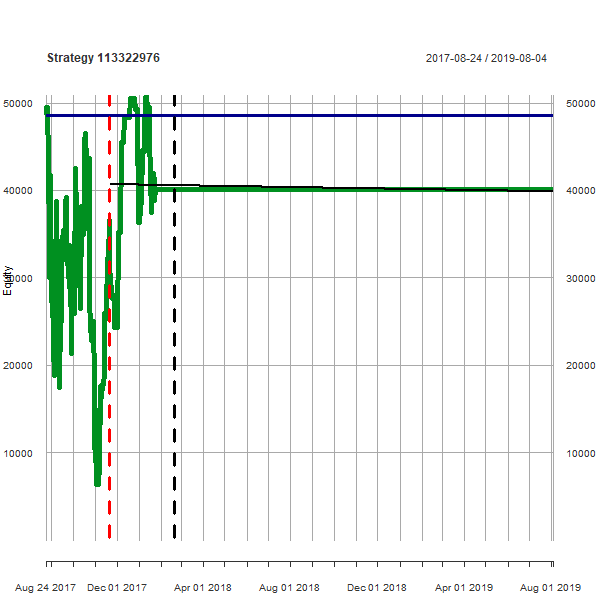 Strategy 113322976
2017-08-24 / 2019-08-04
50000
50000
40000
40000
30000
30000
Equity
20000
20000
10000
10000
Aug 24 2017
Dec 01 2017
Apr 01 2018
Aug 01 2018
Dec 01 2018
Apr 01 2019
Aug 01 2019